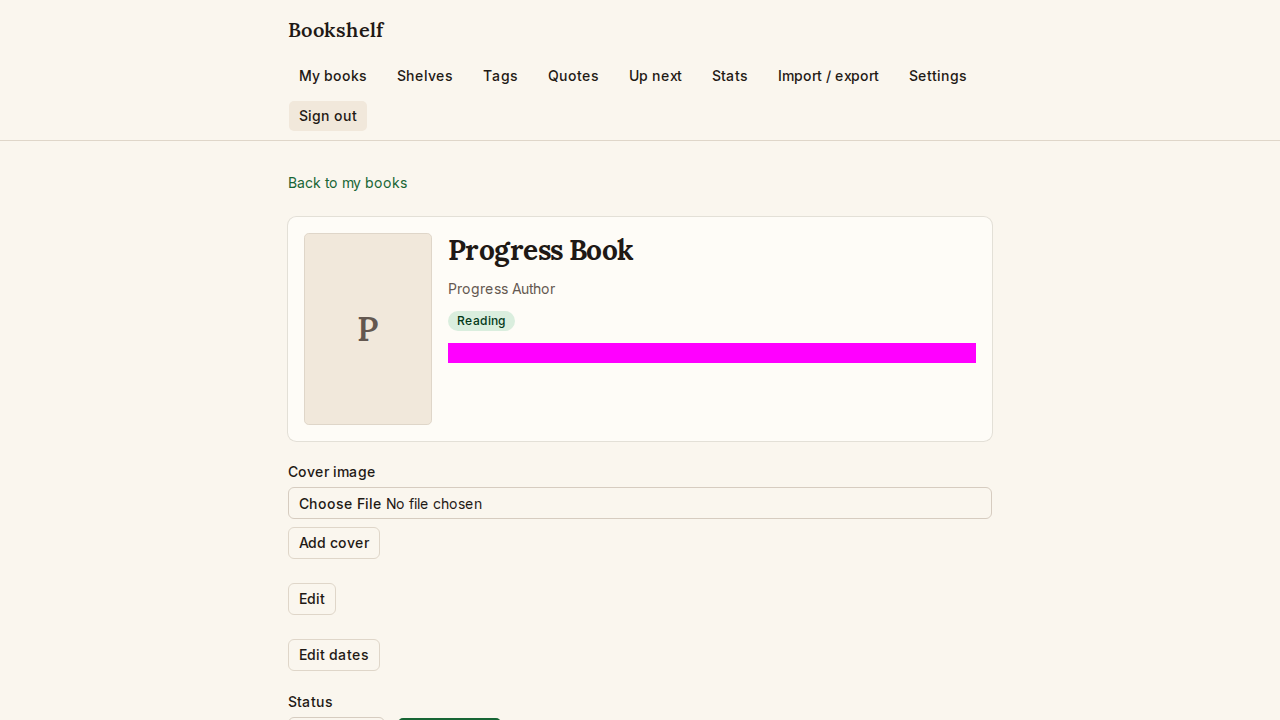 Bookshelf
My books Shelves Tags Quotes Up next Stats Import / export Settings
Sign out
Back to my books
Progress Book
Progress Author
P
Reading
Cover image
Choose File No file chosen
Add cover
Edit
Edit dates
Status